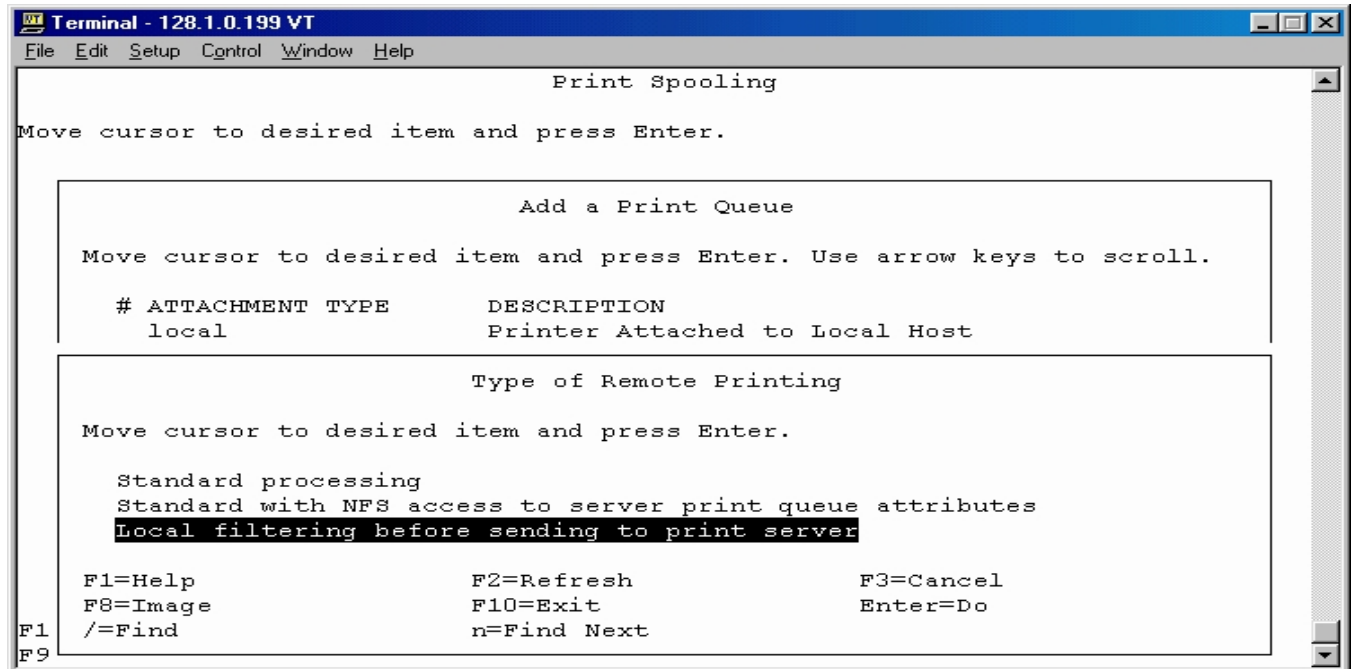 Terminal - 128.1.0.199 VT
File Edit Setup Control Window Help
Print Spooling
Move cursor to desired item and press Enter.
Add a Print Queue
Move cursor to desired item and press Enter. Use arrow keys to scroll.
# ATTACHMENT TYPE DESCRIPTION
local Printer Attached to Local Host
Type of Remote Printing
Move cursor to desired item and press Enter.
Standard processing
Standard with NFS access to server print queue attributes
Local filtering before sending to print server
F1=Help F2=Refresh F3=Cancel
F8=Image F10=Exit Enter=Do
F1 /=Find n=Find Next
F9